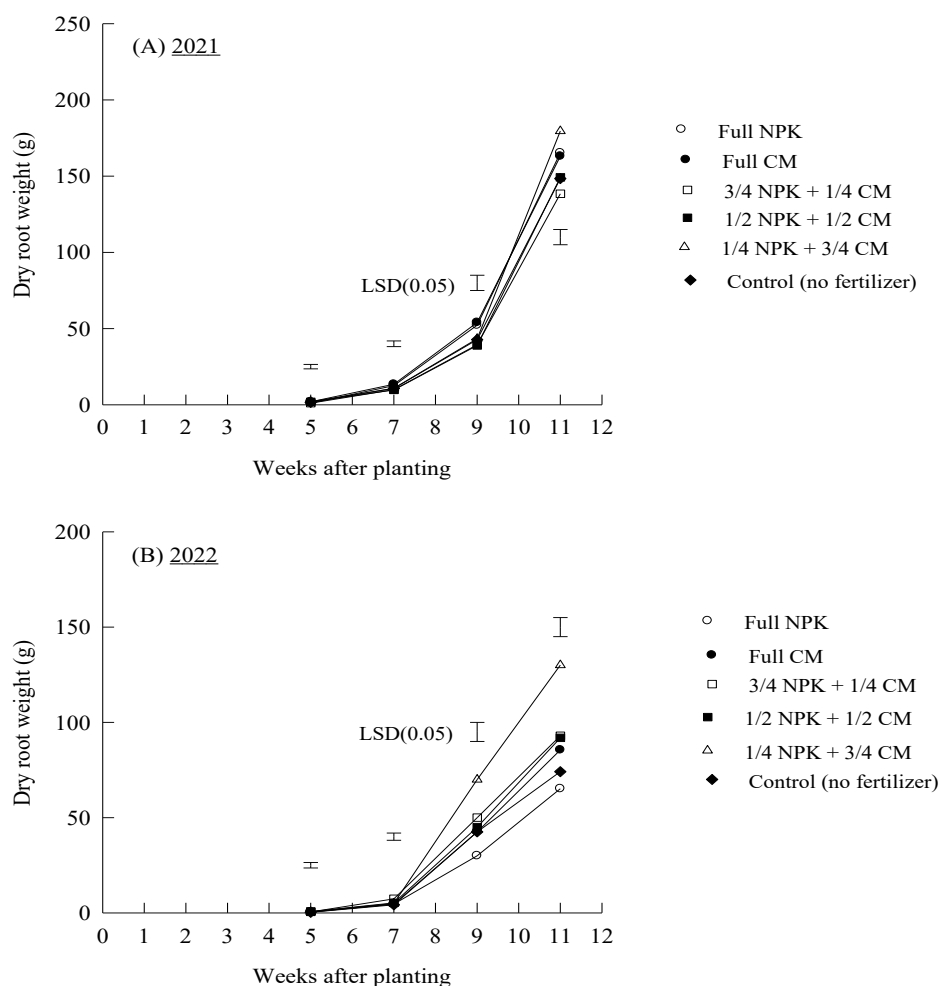 (A) 2021
Dry root weight (g)
250
200
150
100
50
0
LSD(0.05)
0 1 2 3 4 5 6 7 8 9 10 11 12
Weeks after planting
Full NPK
Full CM
3/4 NPK + 1/4 CM
1/2 NPK + 1/2 CM
1/4 NPK + 3/4 CM
Control (no fertilizer)
(B) 2022
Dry root weight (g)
200
150
100
50
0
LSD(0.05)
0 1 2 3 4 5 6 7 8 9 10 11 12
Weeks after planting
Full NPK
Full CM
3/4 NPK + 1/4 CM
1/2 NPK + 1/2 CM
1/4 NPK + 3/4 CM
Control (no fertilizer)